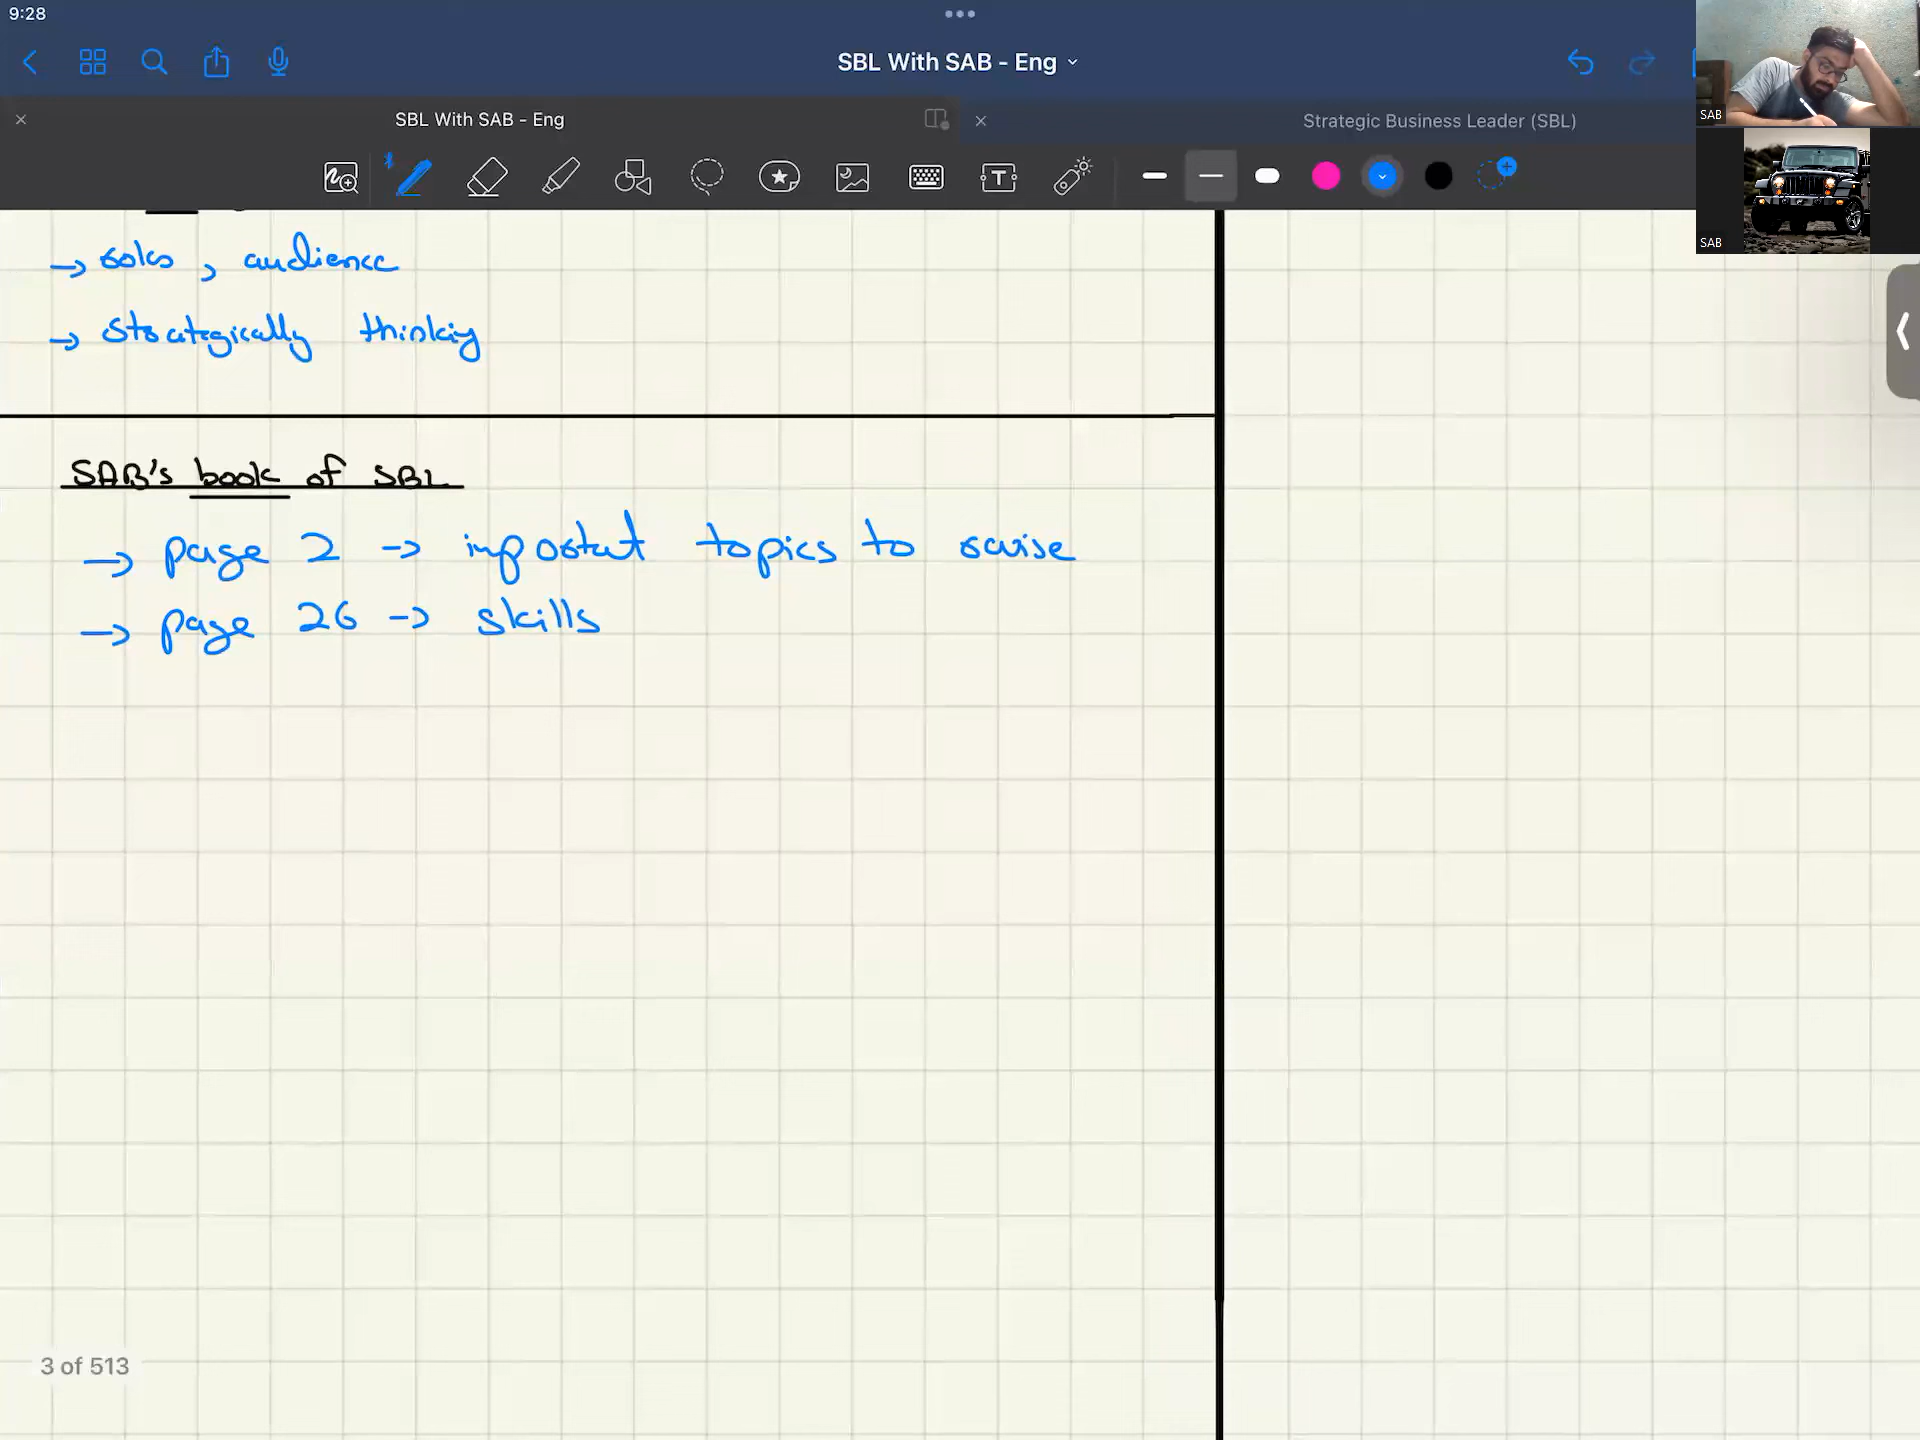 9:28
SBL With SAB - Eng
SBL With SAB - Eng
Strategic Business Leader (SBL)
SAB
SAB
→ roles , audience
→ strategically thinking
SAB's book of SBL
→ page 2 → important topics to revise
→ page 26 → skills
3 of 513